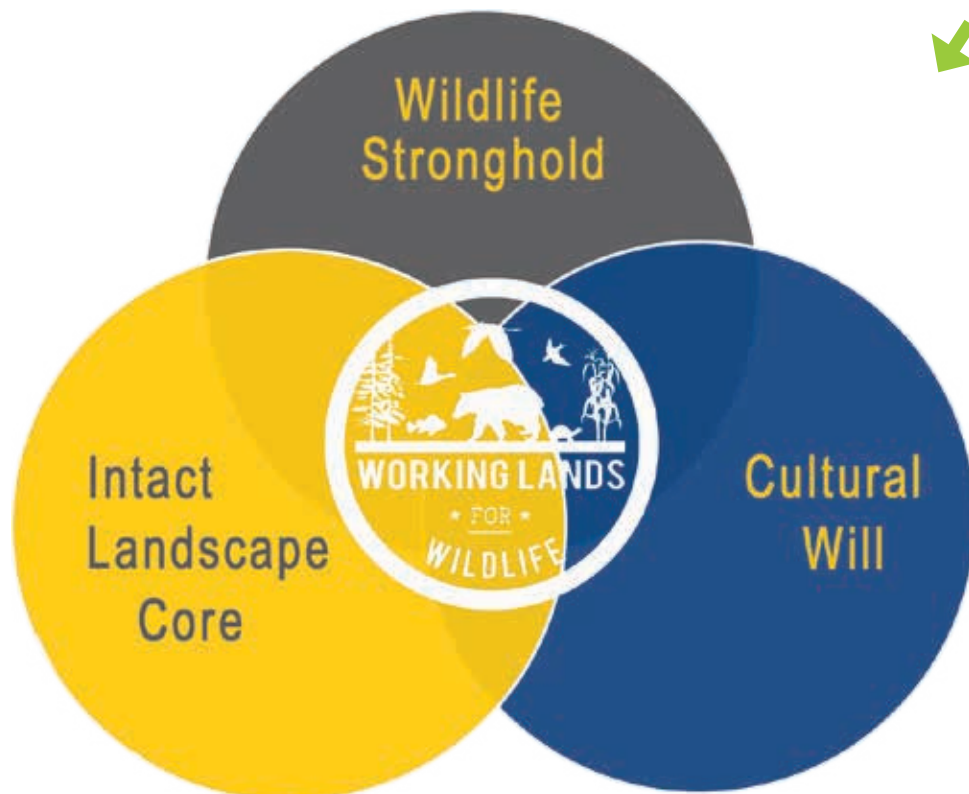 Wildlife
Stronghold
WORKING LANDS
* FOR *
WILDLIFE
Intact
Landscape
Core
Cultural
Will